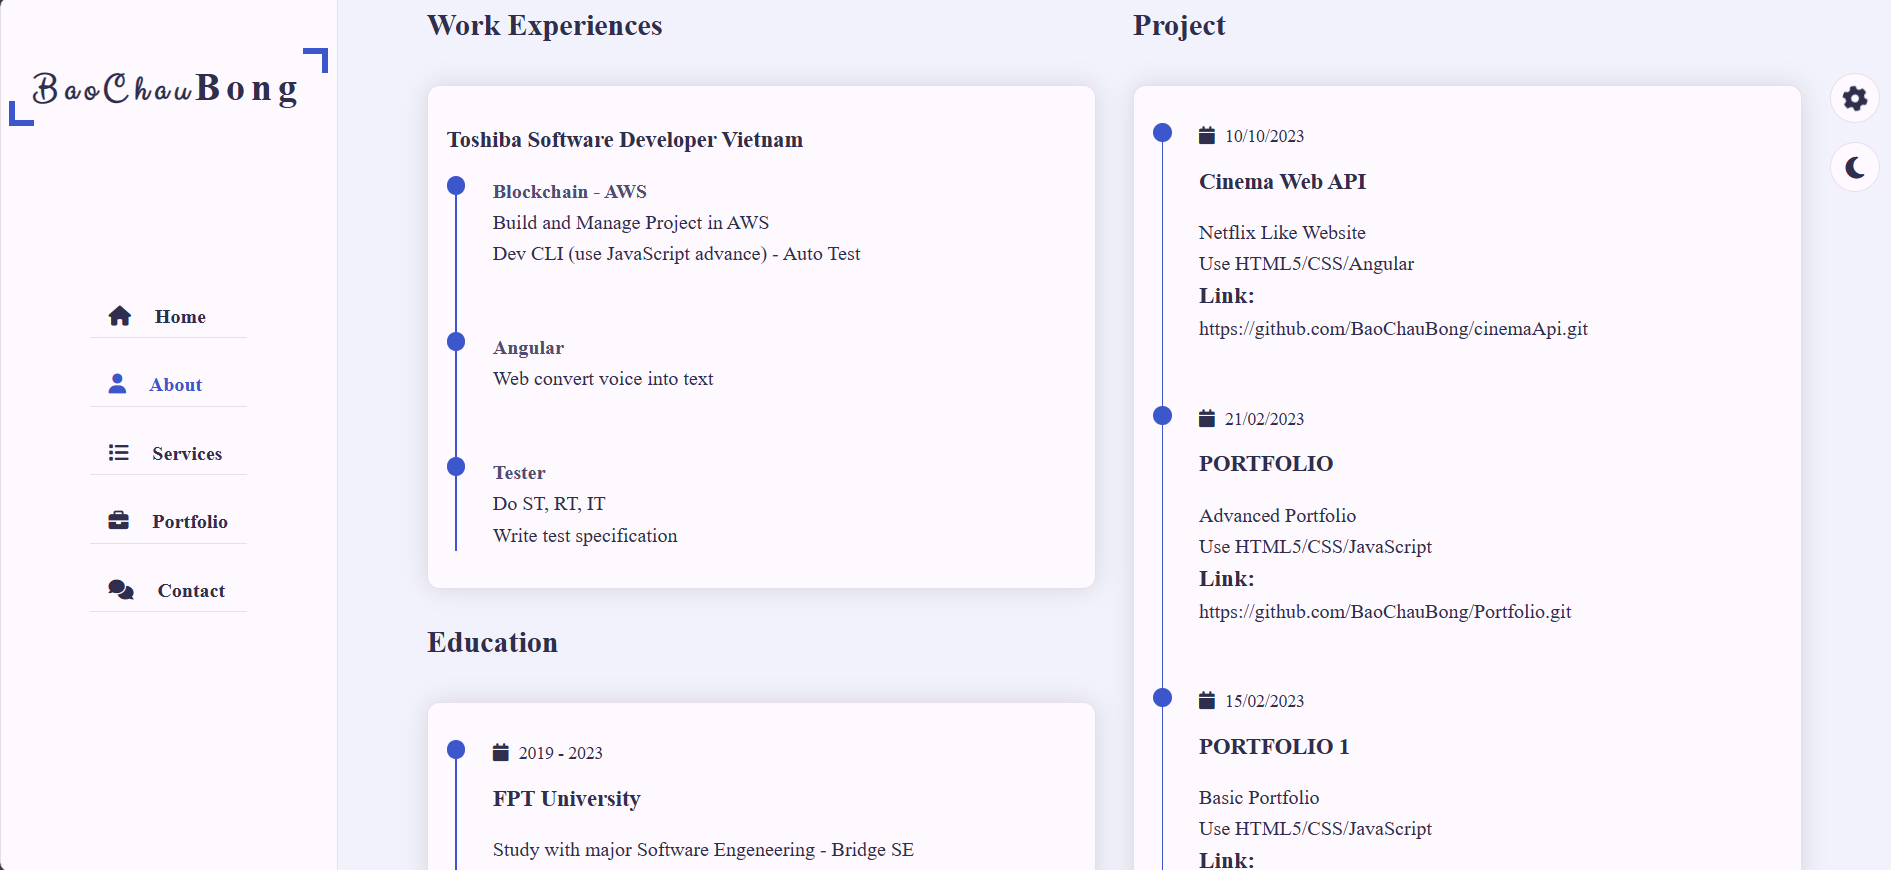 BaoChauBong
Home
About
Services
Portfolio
Contact
Work Experiences
Toshiba Software Developer Vietnam
Blockchain - AWS
Build and Manage Project in AWS
Dev CLI (use JavaScript advance) - Auto Test
Angular
Web convert voice into text
Tester
Do ST, RT, IT
Write test specification
Education
2019 - 2023
FPT University
Study with major Software Engeneering - Bridge SE
Project
10/10/2023
Cinema Web API
Netflix Like Website
Use HTML5/CSS/Angular
Link:
https://github.com/BaoChauBong/cinemaApi.git
21/02/2023
PORTFOLIO
Advanced Portfolio
Use HTML5/CSS/JavaScript
Link:
https://github.com/BaoChauBong/Portfolio.git
15/02/2023
PORTFOLIO 1
Basic Portfolio
Use HTML5/CSS/JavaScript
Link: